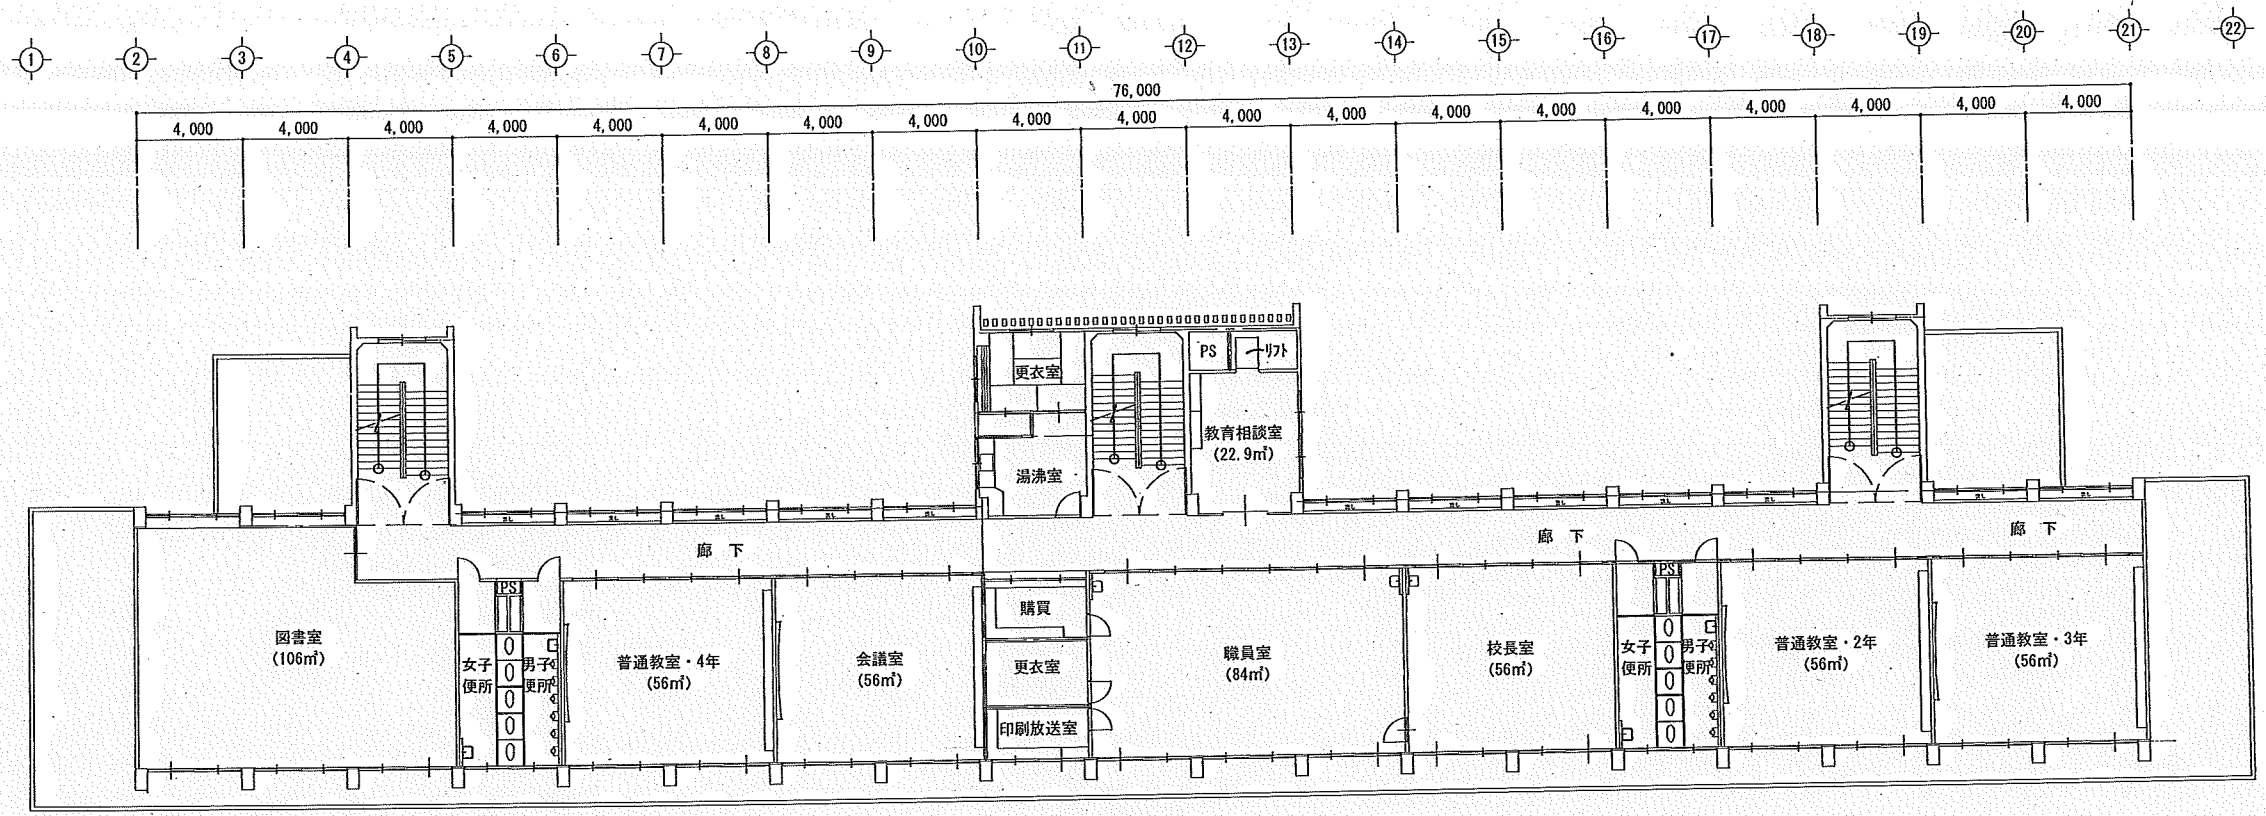 1 2 3 4 5 6 7 8 9 10 11 12 13 14 15 16 17 18 19 20 21 22
76,000
4,000 4,000 4,000 4,000 4,000 4,000 4,000 4,000 4,000 4,000 4,000 4,000 4,000 4,000 4,000 4,000 4,000 4,000 4,000
更衣室
PS
リフト
教育相談室
(22.9㎡)
湯沸室
廊 下
廊 下
廊 下
図書室
(106㎡)
PS
女子
便所
男子
便所
普通教室・4年
(56㎡)
会議室
(56㎡)
購買
更衣室
印刷放送室
職員室
(84㎡)
校長室
(56㎡)
PS
女子
便所
男子
便所
普通教室・2年
(56㎡)
普通教室・3年
(56㎡)